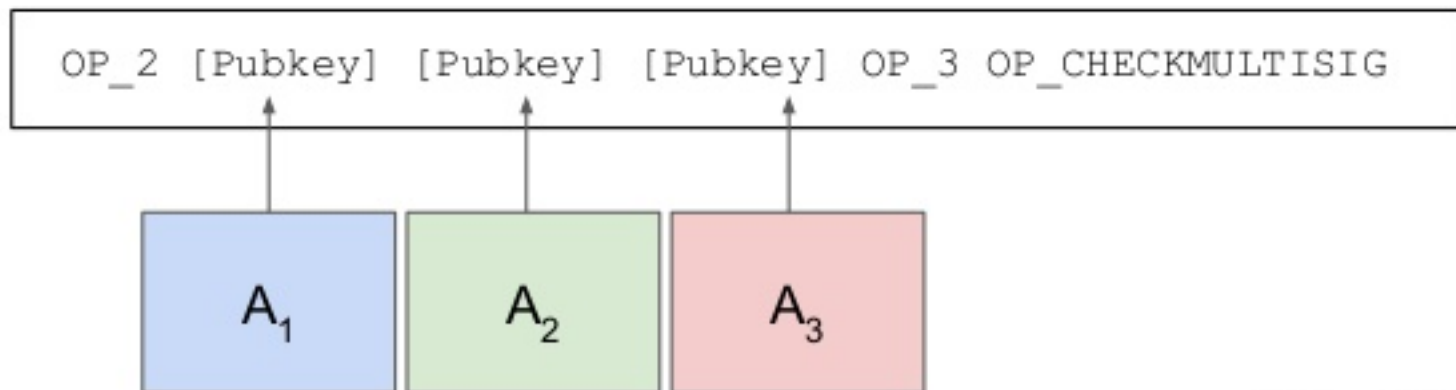 OP_2 [Pubkey] [Pubkey] [Pubkey] OP_3 OP_CHECKMULTISIG
A₁ A₂ A₃